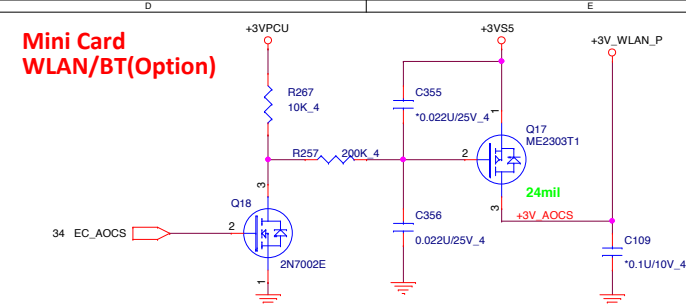 D
E
Mini Card
WLAN/BT(Option)
+3VPCU
+3VS5
+3V_WLAN_P
R267
10K_4
C355
*0.022U/25V_4
1
Q17
ME2303T1
R257
200K_4
2
3
24mil
+3V_AOCS
Q18
3
2
1
2N7002E
34
EC_AOCS
C356
0.022U/25V_4
C109
*0.1U/10V_4